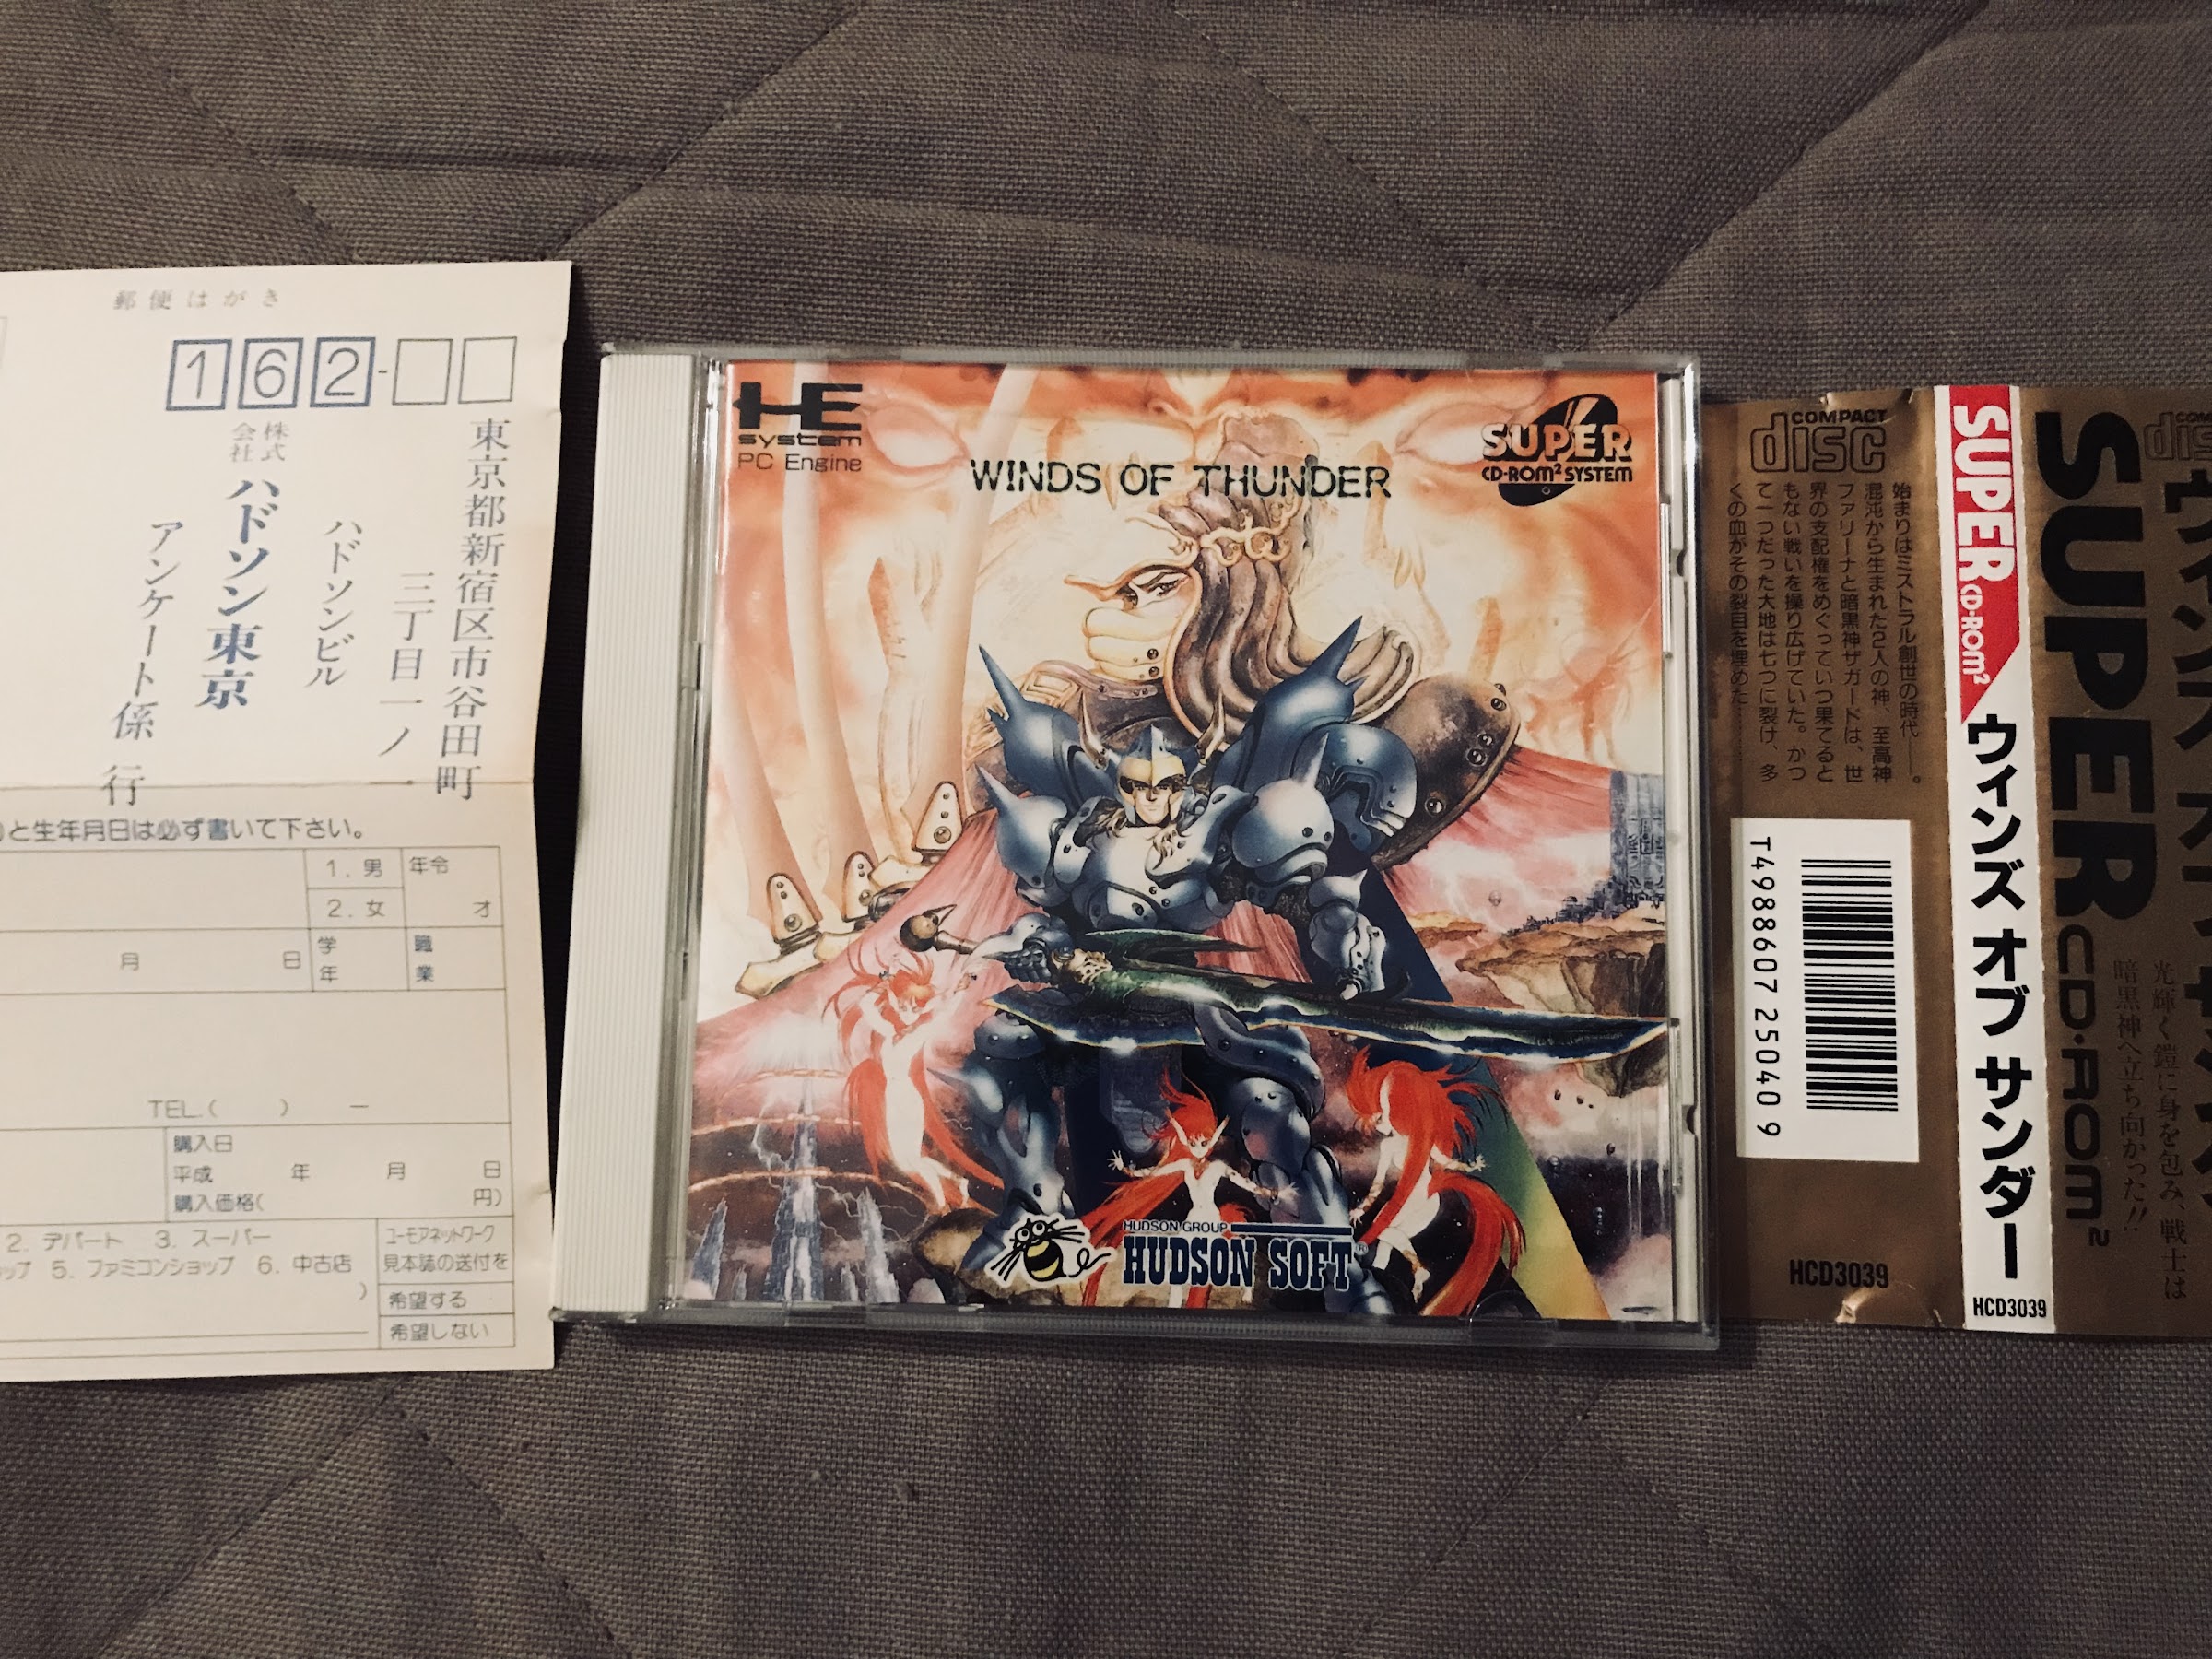 郵便はがき
162-
東京都新宿区市谷田町
三丁目一ノ一
ハドソンビル
株式会社 ハドソン東京
アンケート係 行
と生年月日は必ず書いて下さい。
1. 男
2. 女
年令
才
月 日
学年
職業
TEL.( ) ー
購入日
平成 年 月 日
購入価格( 円)
2. デパート 3. スーパー
ップ 5. ファミコンショップ 6. 中古店
)
ユーモアネットワーク
見本誌の送付を
希望する
希望しない
HE
system
PC Engine
WINDS OF THUNDER
SUPER
CD-ROM² SYSTEM
HUDSON GROUP
HUDSON SOFT®
COMPACT
disc
始まりはミストラル創世の時代――。
混沌から生まれた2人の神、至高神
ファリーナと暗黒神ザガードは、世
界の支配権をめぐっていつ果てると
もない戦いを操り広げていた。かつ
て一つだった大地は七つに裂け、多
くの血がその裂目を埋めた……
T4988607 25040 9
HCD3039
SUPER CD-ROM²
ウィンズ オブ サンダー
HCD3039
SUPER CD-ROM²
光輝く鎧に身を包み、戦士は
暗黒神へ立ち向かった!!